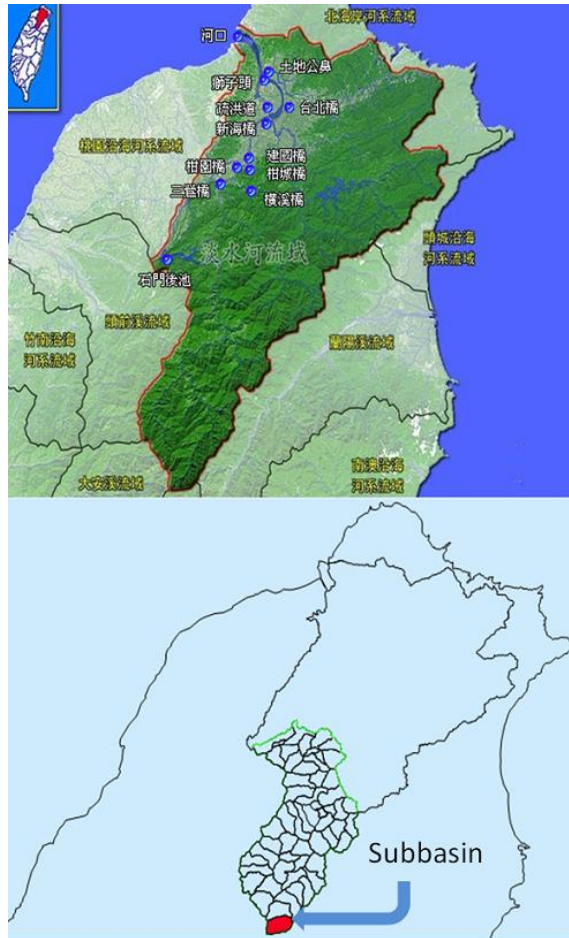 北海岸河系流域
河口
土地公鼻
獅子頭
疏洪道
台北橋
新海橋
桃園沿海河系流域
建國橋
柑園橋
柑城橋
三鶯橋
橫溪橋
頭城沿海
河系流域
淡水河流域
石門後池
頭前溪流域
竹南沿海
河系流域
蘭陽溪流域
大安溪流域
南澳沿海
河系流域
Subbasin